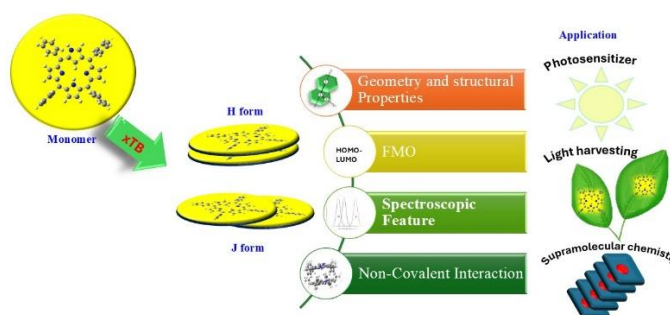 Monomer
xTB
H form
J form
Geometry and structural
Properties
HOMO-
LUMO
FMO
Spectroscopic
Feature
Non-Covalent Interaction
Application
Photosensitizer
Light harvesting
Supramolecular chemist